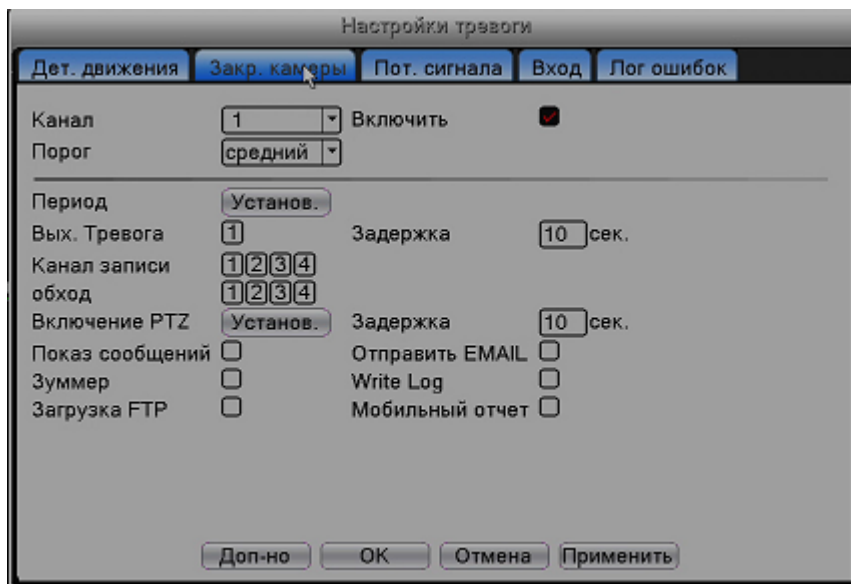 Настройки тревоги
Дет. движения Закр. камеры Пот. сигнала Вход Лог ошибок
Канал 1 Включить
Порог средний
Период Установ.
Вых. Тревога 1 Задержка 10 сек.
Канал записи 1 2 3 4
обход 1 2 3 4
Включение PTZ Установ. Задержка 10 сек.
Показ сообщений Отправить EMAIL
Зуммер Write Log
Загрузка FTP Мобильный отчет
Доп-но OK Отмена Применить